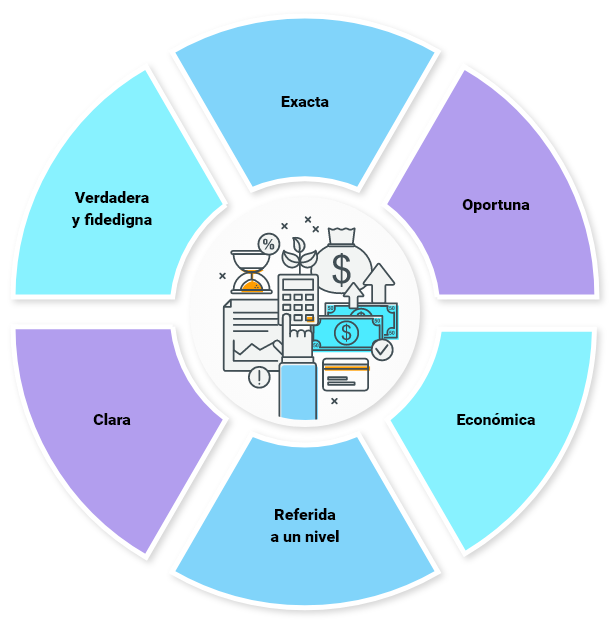 Exacta
Oportuna
Económica
Referida
a un nivel
Clara
Verdadera
y fidedigna
%
$
$